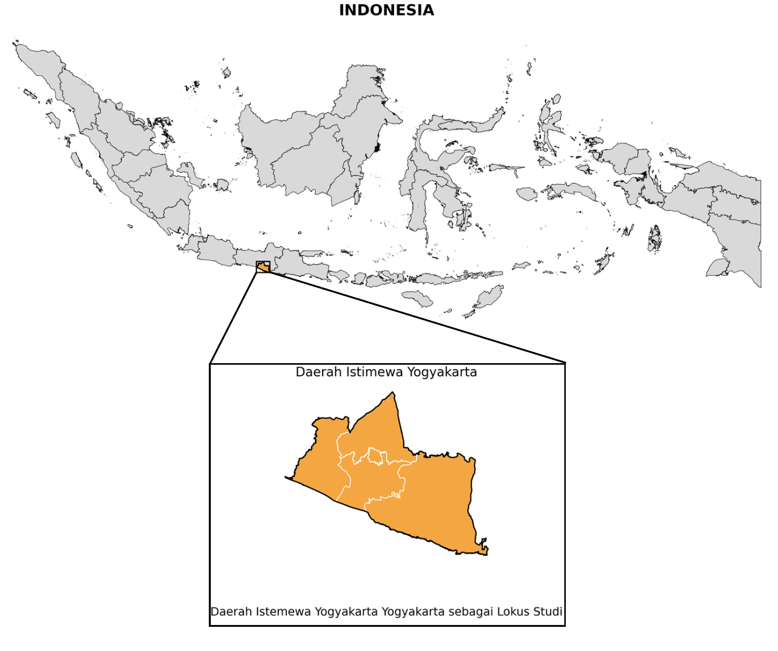 INDONESIA
Daerah Istimewa Yogyakarta
Daerah Istemewa Yogyakarta Yogyakarta sebagai Lokus Studi